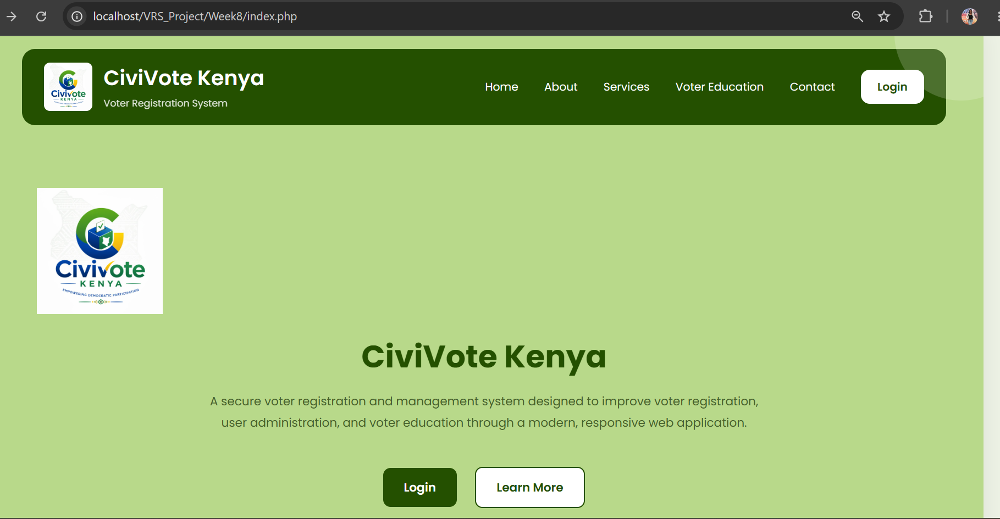 localhost/VRS_Project/Week8/index.php
Civivote
KENYA
CiviVote Kenya
Voter Registration System
Home
About
Services
Voter Education
Contact
Login
Civivote
KENYA
EMPOWERING DEMOCRATIC PARTICIPATION
CiviVote Kenya
A secure voter registration and management system designed to improve voter registration,
user administration, and voter education through a modern, responsive web application.
Login
Learn More